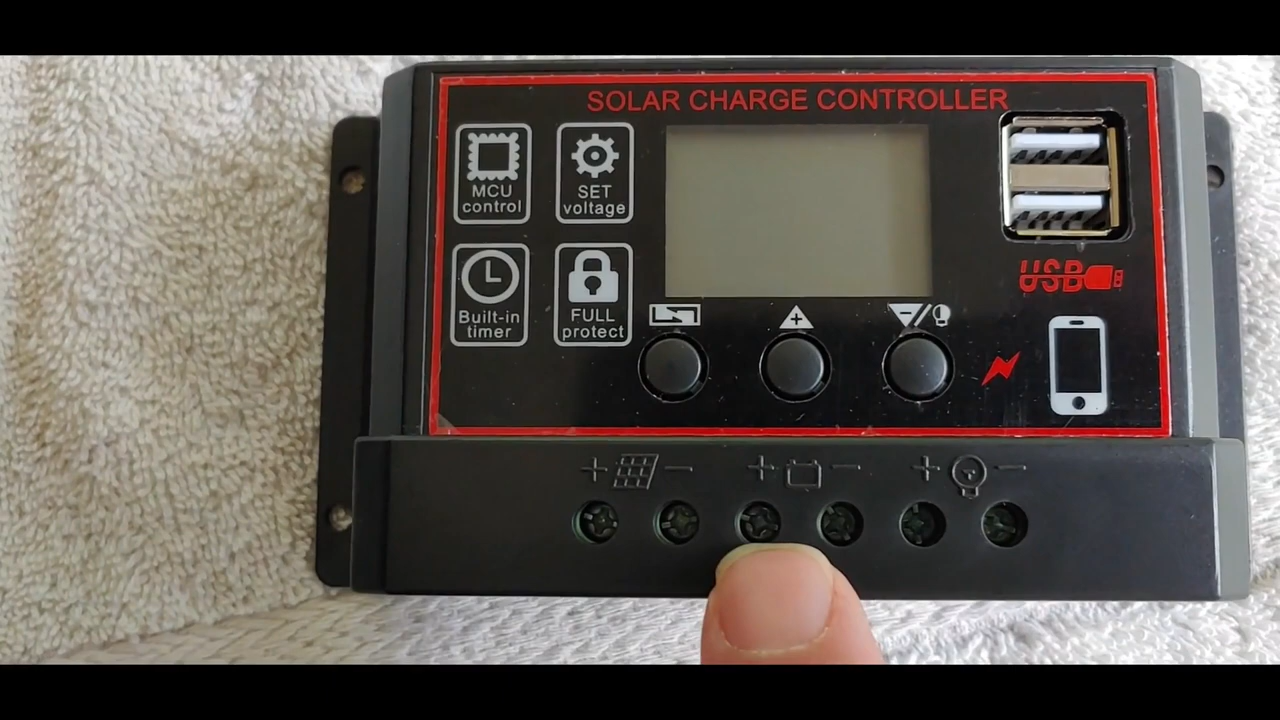 SOLAR CHARGE CONTROLLER
MCU
control
SET
voltage
Built-in
timer
FULL
protect
USB
+ −
+ −
+ −